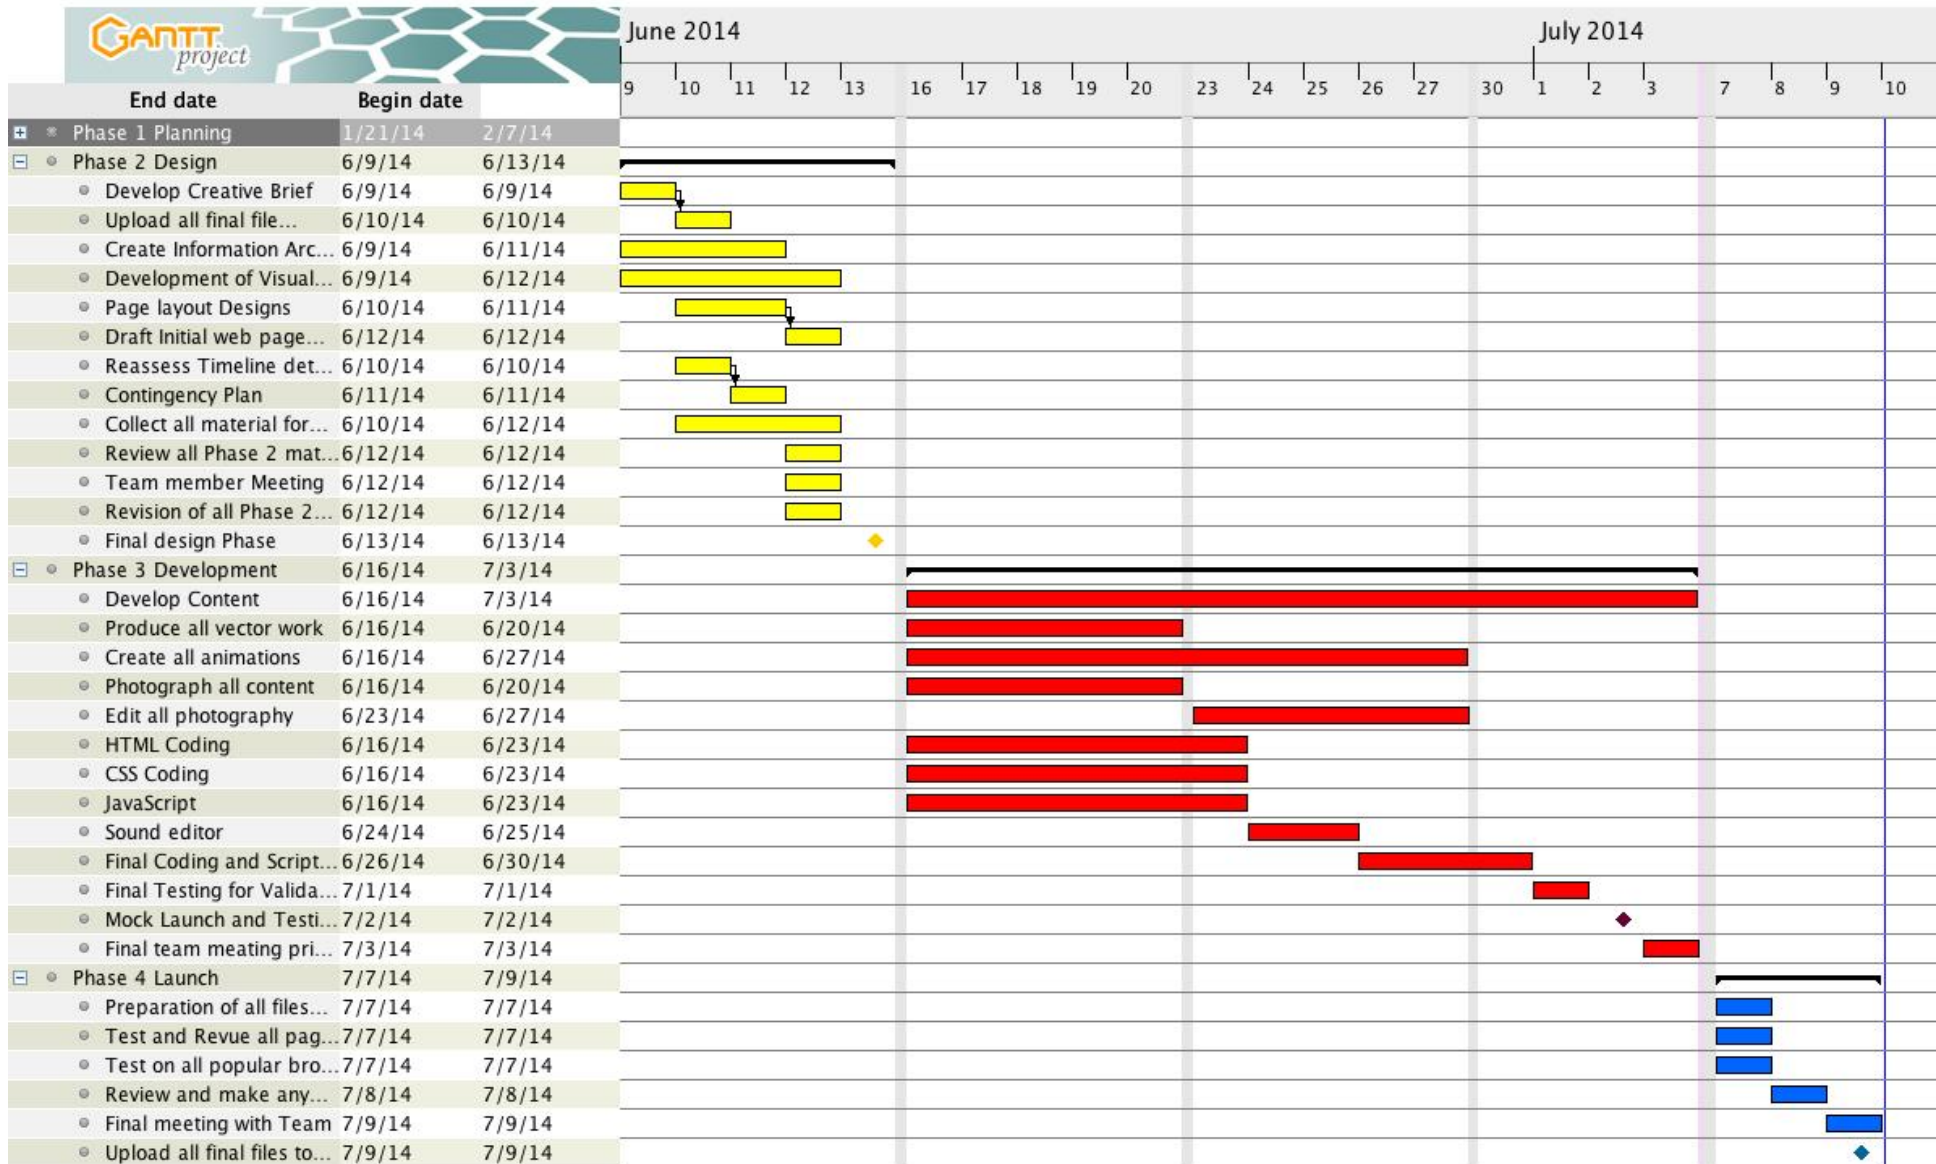 GANTT project
June 2014 July 2014
End date Begin date
9 10 11 12 13 16 17 18 19 20 23 24 25 26 27 30 1 2 3 7 8 9 10
Phase 1 Planning 1/21/14 2/7/14
Phase 2 Design 6/9/14 6/13/14
Develop Creative Brief 6/9/14 6/9/14
Upload all final file... 6/10/14 6/10/14
Create Information Arc... 6/9/14 6/11/14
Development of Visual... 6/9/14 6/12/14
Page layout Designs 6/10/14 6/11/14
Draft Initial web page... 6/12/14 6/12/14
Reassess Timeline det... 6/10/14 6/10/14
Contingency Plan 6/11/14 6/11/14
Collect all material for... 6/10/14 6/12/14
Review all Phase 2 mat... 6/12/14 6/12/14
Team member Meeting 6/12/14 6/12/14
Revision of all Phase 2... 6/12/14 6/12/14
Final design Phase 6/13/14 6/13/14
Phase 3 Development 6/16/14 7/3/14
Develop Content 6/16/14 7/3/14
Produce all vector work 6/16/14 6/20/14
Create all animations 6/16/14 6/27/14
Photograph all content 6/16/14 6/20/14
Edit all photography 6/23/14 6/27/14
HTML Coding 6/16/14 6/23/14
CSS Coding 6/16/14 6/23/14
JavaScript 6/16/14 6/23/14
Sound editor 6/24/14 6/25/14
Final Coding and Script... 6/26/14 6/30/14
Final Testing for Valida... 7/1/14 7/1/14
Mock Launch and Testi... 7/2/14 7/2/14
Final team meating pri... 7/3/14 7/3/14
Phase 4 Launch 7/7/14 7/9/14
Preparation of all files... 7/7/14 7/7/14
Test and Revue all pag... 7/7/14 7/7/14
Test on all popular bro... 7/7/14 7/7/14
Review and make any... 7/8/14 7/8/14
Final meeting with Team 7/9/14 7/9/14
Upload all final files to... 7/9/14 7/9/14